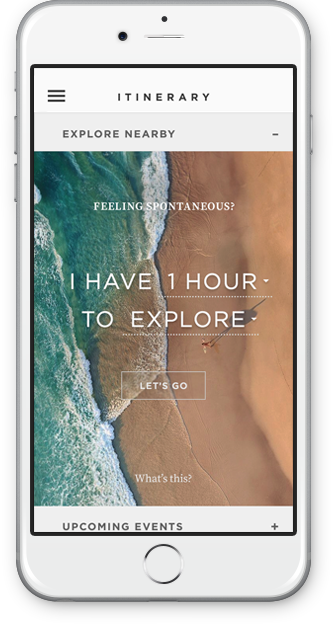 ITINERARY
EXPLORE NEARBY -
FEELING SPONTANEOUS?
I HAVE 1 HOUR
TO EXPLORE
LET'S GO
What's this?
UPCOMING EVENTS +